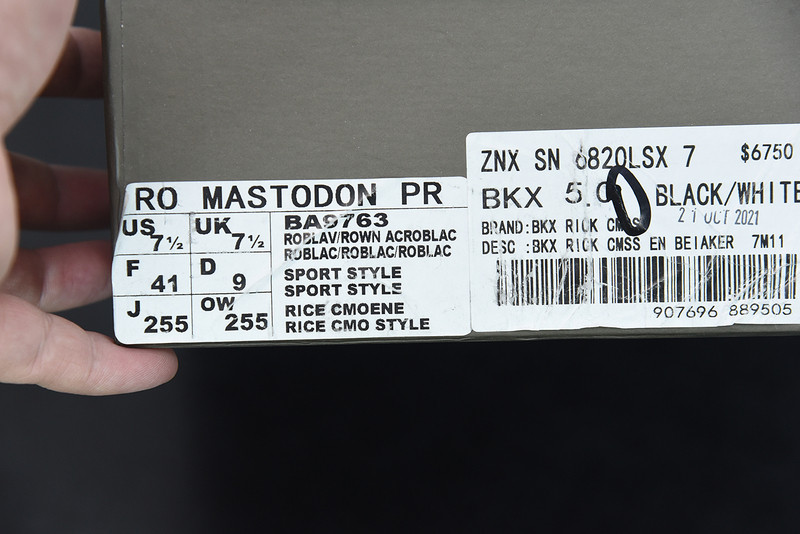 RO MASTODON PR
US 7½ UK 7½
F 41 D 9
J 255 OW 255
BA9763
ROBLAV/ROWN ACROBLAC
ROBLAC/ROBLAC/ROBLAC
SPORT STYLE
SPORT STYLE
RICE CMOENE
RICE CMO STYLE
ZNX SN 6820LSX 7 $6750
BKX 5.0 BLACK/WHITE
21 OCT 2021
BRAND:BKX RICK CMSS
DESC :BKX RICK CMSS EN BEIAKER 7M11
907696 889505